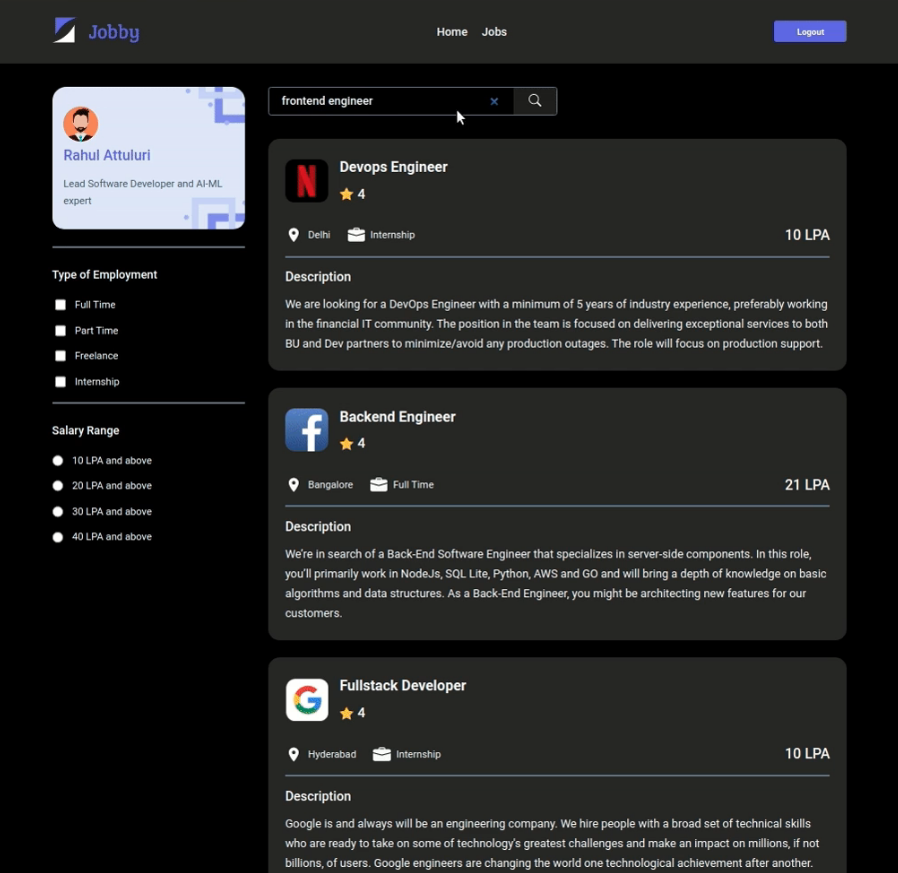 Jobby
Home Jobs
Logout
Rahul Attuluri
Lead Software Developer and AI-ML
expert
Type of Employment
Full Time
Part Time
Freelance
Internship
Salary Range
10 LPA and above
20 LPA and above
30 LPA and above
40 LPA and above
frontend engineer
N
Devops Engineer
4
Delhi Internship 10 LPA
Description
We are looking for a DevOps Engineer with a minimum of 5 years of industry experience, preferably working
in the financial IT community. The position in the team is focused on delivering exceptional services to both
BU and Dev partners to minimize/avoid any production outages. The role will focus on production support.
f
Backend Engineer
4
Bangalore Full Time 21 LPA
Description
We're in search of a Back-End Software Engineer that specializes in server-side components. In this role,
you'll primarily work in NodeJs, SQL Lite, Python, AWS and GO and will bring a depth of knowledge on basic
algorithms and data structures. As a Back-End Engineer, you might be architecting new features for our
customers.
G
Fullstack Developer
4
Hyderabad Internship 10 LPA
Description
Google is and always will be an engineering company. We hire people with a broad set of technical skills
who are ready to take on some of technology's greatest challenges and make an impact on millions, if not
billions, of users. Google engineers are changing the world one technological achievement after another.